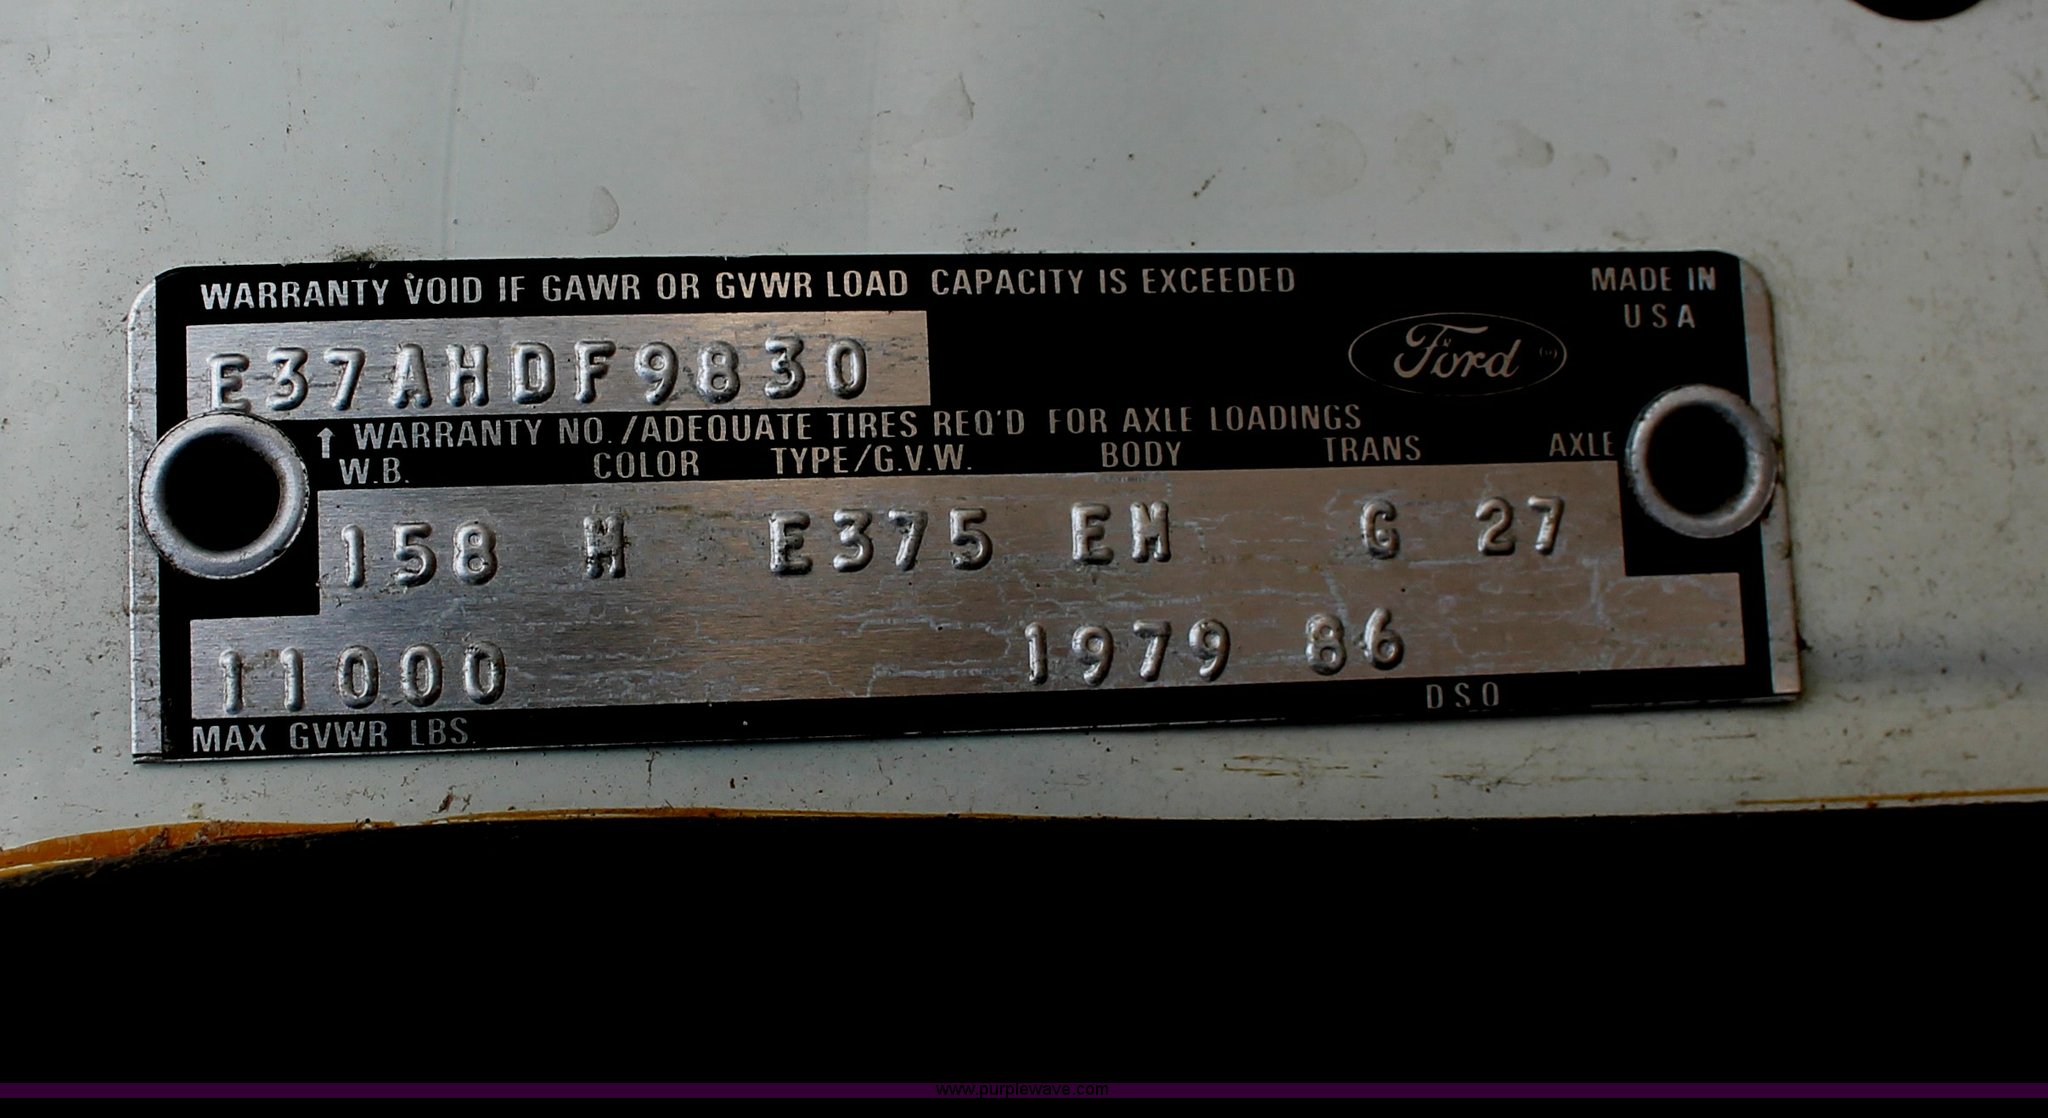 WARRANTY VOID IF GAWR OR GVWR LOAD CAPACITY IS EXCEEDED
MADE IN
USA
Ford
E37AHDF9830
↑ WARRANTY NO./ADEQUATE TIRES REQ'D FOR AXLE LOADINGS
W.B. COLOR TYPE/G.V.W. BODY TRANS AXLE
158 E375 EM G 27
11000 1979 86
MAX GVWR LBS. DSO
www.purplewave.com